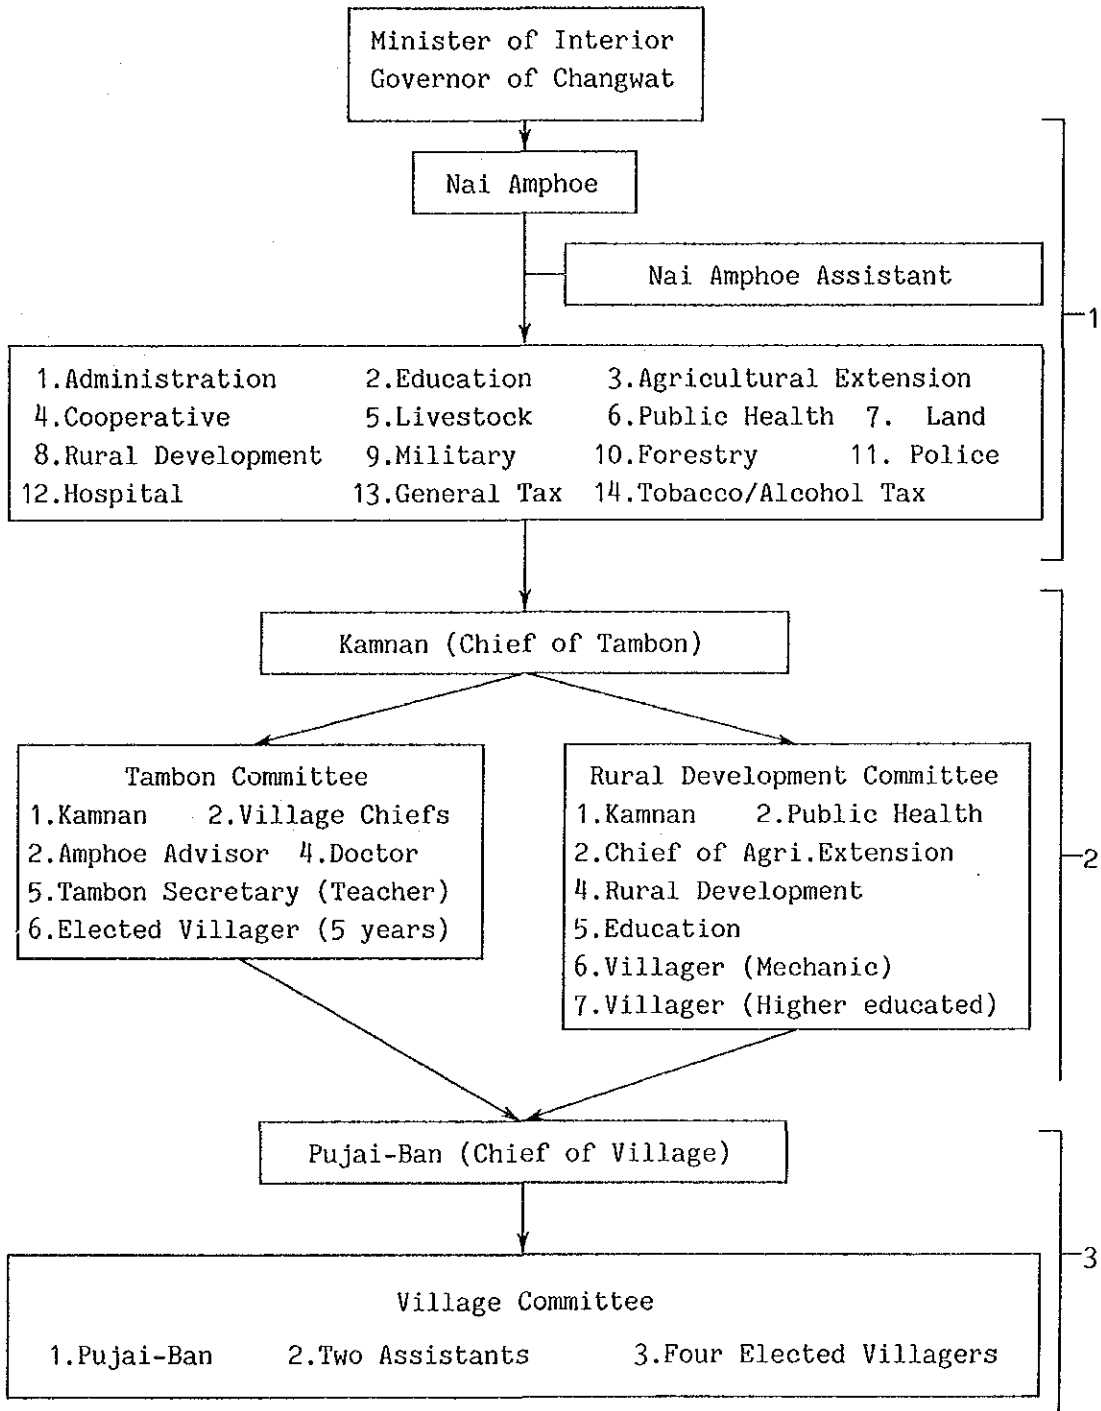 Minister of Interior
Governor of Changwat
Nai Amphoe
Nai Amphoe Assistant
1
1.Administration 2.Education 3.Agricultural Extension
4.Cooperative 5.Livestock 6.Public Health 7. Land
8.Rural Development 9.Military 10.Forestry 11. Police
12.Hospital 13.General Tax 14.Tobacco/Alcohol Tax
Kamnan (Chief of Tambon)
Tambon Committee
1.Kamnan 2.Village Chiefs
2.Amphoe Advisor 4.Doctor
5.Tambon Secretary (Teacher)
6.Elected Villager (5 years)
Rural Development Committee
1.Kamnan 2.Public Health
2.Chief of Agri.Extension
4.Rural Development
5.Education
6.Villager (Mechanic)
7.Villager (Higher educated)
2
Pujai-Ban (Chief of Village)
3
Village Committee
1.Pujai-Ban 2.Two Assistants 3.Four Elected Villagers